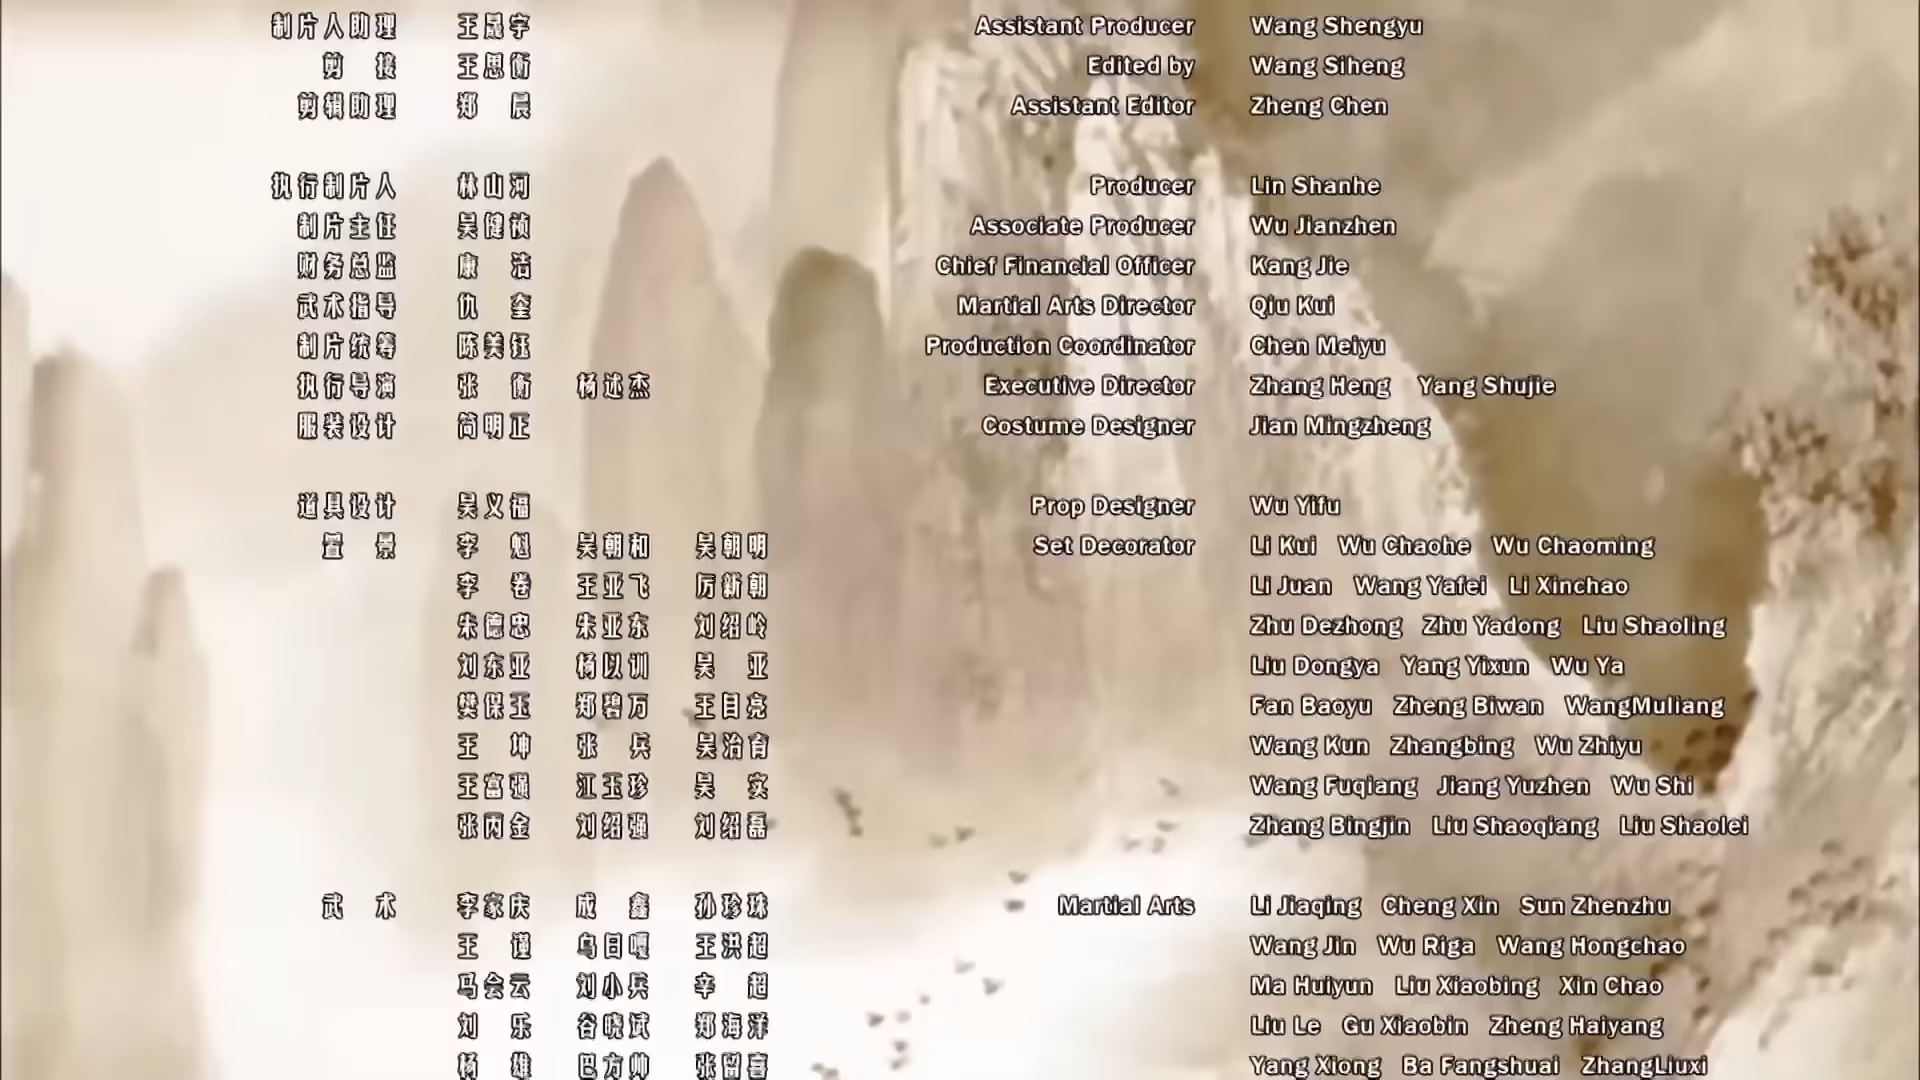 制片人助理 王晟宇 Assistant Producer Wang Shengyu
剪 接 王思衡 Edited by Wang Siheng
剪辑助理 郑 晨 Assistant Editor Zheng Chen
执行制片人 林山河 Producer Lin Shanhe
制片主任 吴健祯 Associate Producer Wu Jianzhen
财务总监 康 洁 Chief Financial Officer Kang Jie
武术指导 仇 奎 Martial Arts Director Qiu Kui
制片统筹 陈美钰 Production Coordinator Chen Meiyu
执行导演 张 衡 杨述杰 Executive Director Zhang Heng Yang Shujie
服装设计 简明正 Costume Designer Jian Mingzheng
道具设计 吴义福 Prop Designer Wu Yifu
置 景 李 魁 吴朝和 吴朝明 Set Decorator Li Kui Wu Chaohe Wu Chaoming
李 卷 王亚飞 厉新朝 Li Juan Wang Yafei Li Xinchao
朱德忠 朱亚东 刘绍岭 Zhu Dezhong Zhu Yadong Liu Shaoling
刘东亚 杨以训 吴 亚 Liu Dongya Yang Yixun Wu Ya
樊保玉 郑碧万 王目亮 Fan Baoyu Zheng Biwan WangMuliang
王 坤 张 兵 吴治育 Wang Kun Zhangbing Wu Zhiyu
王富强 江玉珍 吴 实 Wang Fuqiang Jiang Yuzhen Wu Shi
张丙金 刘绍强 刘绍磊 Zhang Bingjin Liu Shaoqiang Liu Shaolei
武 术 李家庆 成 鑫 孙珍珠 Martial Arts Li Jiaqing Cheng Xin Sun Zhenzhu
王 谨 乌日嘎 王洪超 Wang Jin Wu Riga Wang Hongchao
马会云 刘小兵 辛 超 Ma Huiyun Liu Xiaobing Xin Chao
刘 乐 谷晓斌 郑海洋 Liu Le Gu Xiaobin Zheng Haiyang
杨 雄 巴方帅 张留喜 Yang Xiong Ba Fangshuai ZhangLiuxi